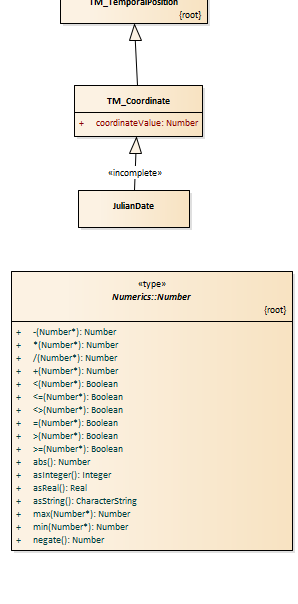 TM_TemporalPosition
{root}
TM_Coordinate
+ coordinateValue: Number
«incomplete»
JulianDate
«type»
Numerics::Number
{root}
+ -(Number*): Number
+ *(Number*): Number
+ /(Number*): Number
+ +(Number*): Number
+ <(Number*): Boolean
+ <=(Number*): Boolean
+ <>(Number*): Boolean
+ =(Number*): Boolean
+ >(Number*): Boolean
+ >=(Number*): Boolean
+ abs(): Number
+ asInteger(): Integer
+ asReal(): Real
+ asString(): CharacterString
+ max(Number*): Number
+ min(Number*): Number
+ negate(): Number